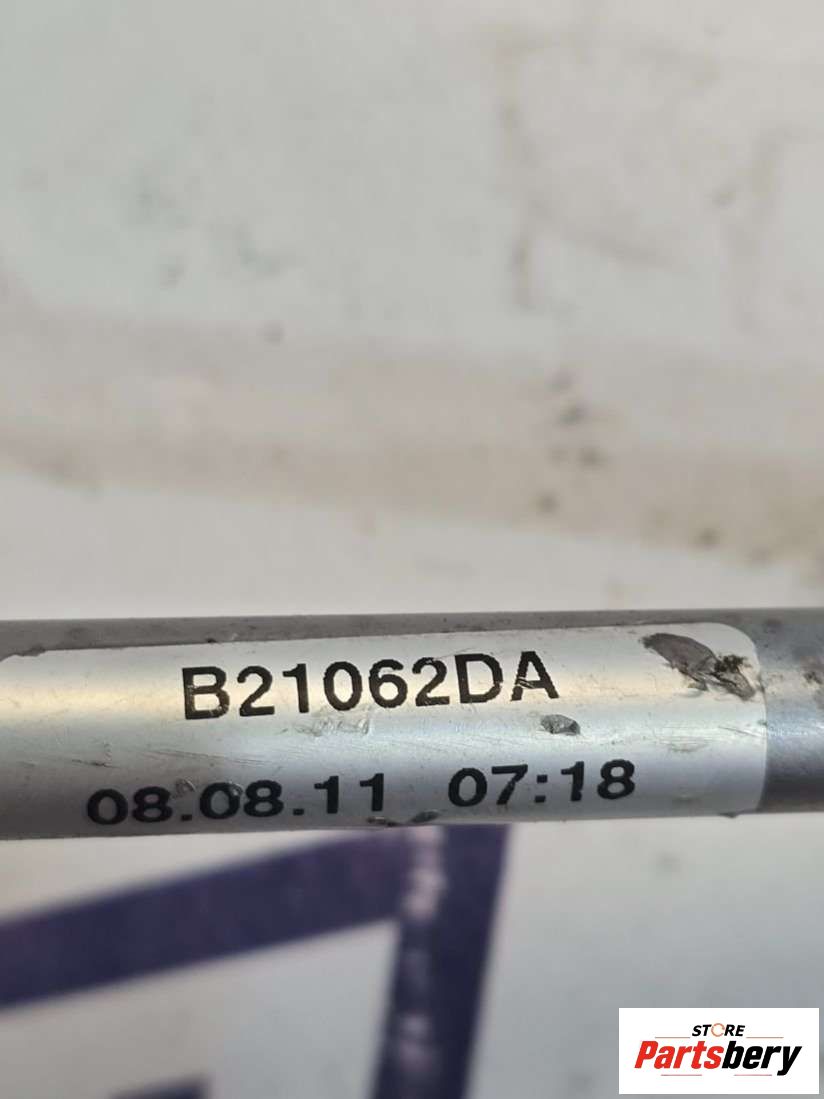 B21062DA
08.08.11 07:18
STORE
Partsbery